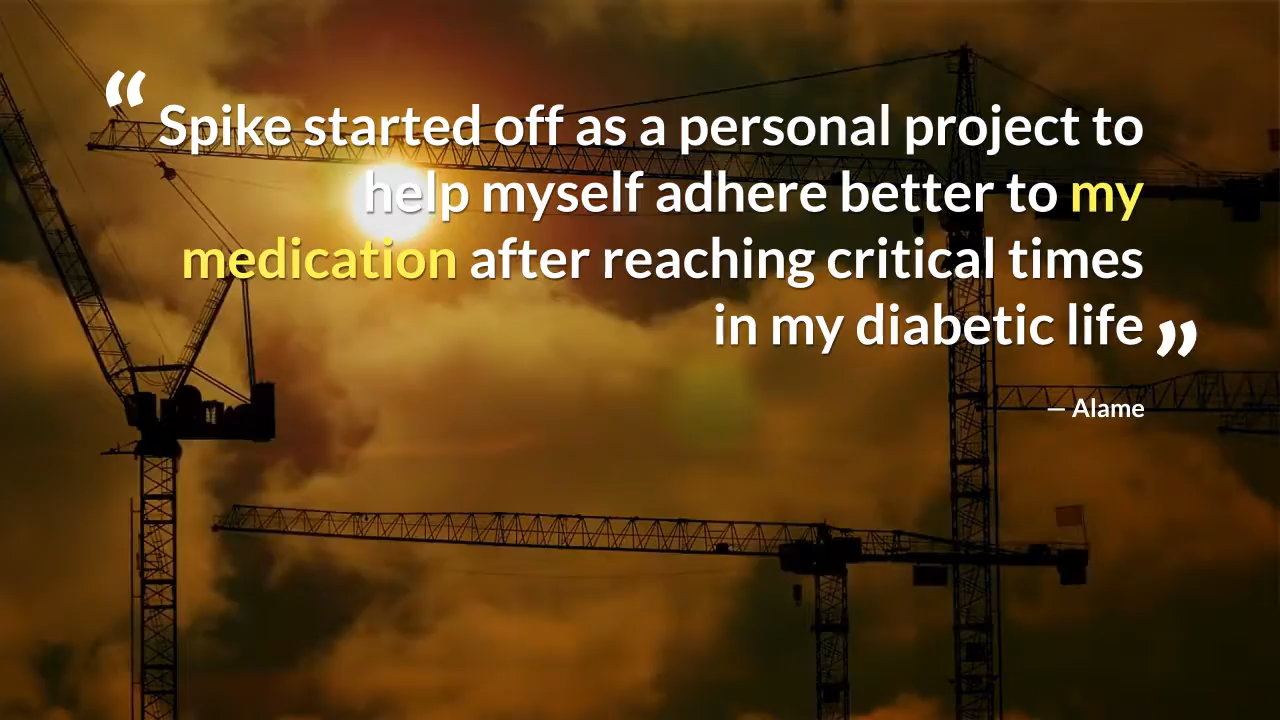 “ Spike started off as a personal project to
help myself adhere better to my
medication after reaching critical times
in my diabetic life ”
– Alame